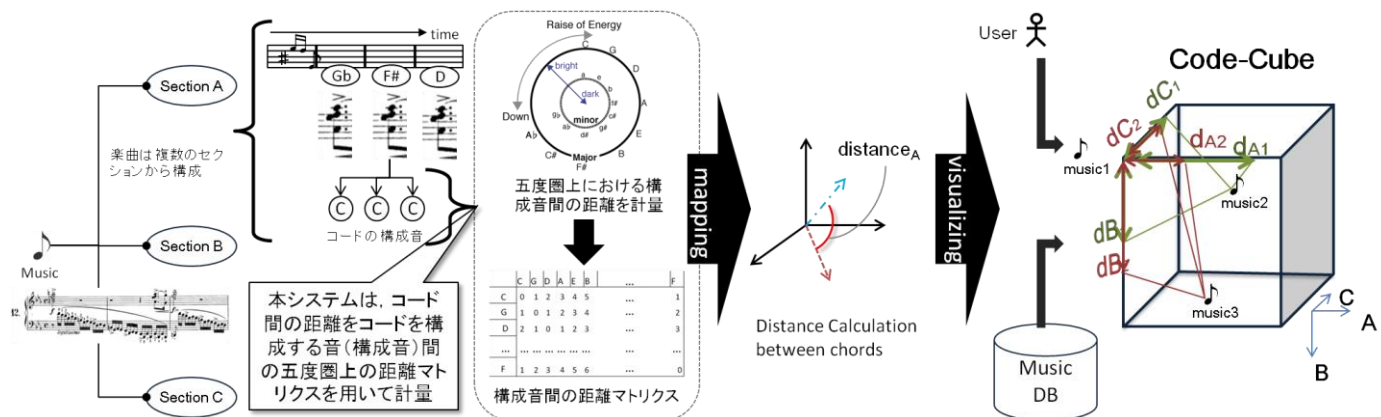 Section A
楽曲は複数のセク
ションから構成
Music
12.
Section B
Section C
time
Gb
F#
D
C
C
C
コードの構成音
本システムは，コード
間の距離をコードを構
成する音（構成音）間
の五度圏上の距離マト
リクスを用いて計量
Raise of Energy
C
G
D
A
E
B
F#
C#
Ab
Down
bright
dark
minor
Major
a
e
b
f#
c#
g#
d#
ab
gb
五度圏上における構
成音間の距離を計量
C G D A E B ... F
C 0 1 2 3 4 5 1
G 1 0 1 2 3 4 ... 2
D 2 1 0 1 2 3 3
... ... ... ... ... ... ... ... ...
F 1 2 3 4 5 6 0
構成音間の距離マトリクス
mapping
distanceA
Distance Calculation
between chords
visualizing
User
Music
DB
Code-Cube
dC1
dC2
dA2
dA1
music1
music2
dB
dB
music3
C
A
B